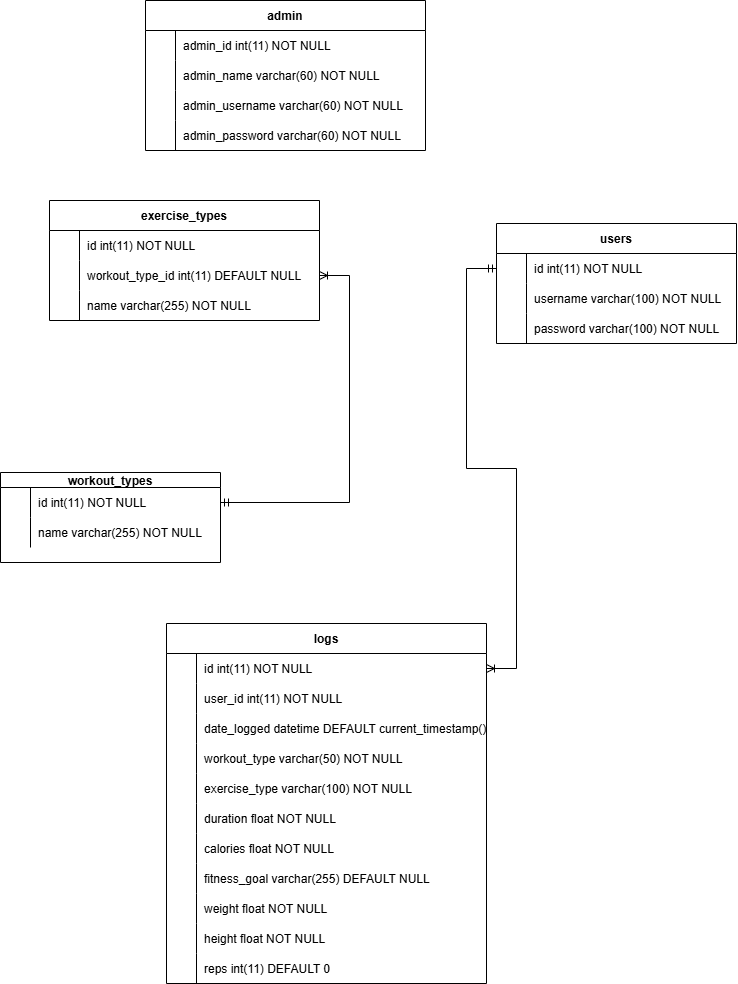 admin
admin_id int(11) NOT NULL
admin_name varchar(60) NOT NULL
admin_username varchar(60) NOT NULL
admin_password varchar(60) NOT NULL
exercise_types
id int(11) NOT NULL
workout_type_id int(11) DEFAULT NULL
name varchar(255) NOT NULL
users
id int(11) NOT NULL
username varchar(100) NOT NULL
password varchar(100) NOT NULL
workout_types
id int(11) NOT NULL
name varchar(255) NOT NULL
logs
id int(11) NOT NULL
user_id int(11) NOT NULL
date_logged datetime DEFAULT current_timestamp()
workout_type varchar(50) NOT NULL
exercise_type varchar(100) NOT NULL
duration float NOT NULL
calories float NOT NULL
fitness_goal varchar(255) DEFAULT NULL
weight float NOT NULL
height float NOT NULL
reps int(11) DEFAULT 0